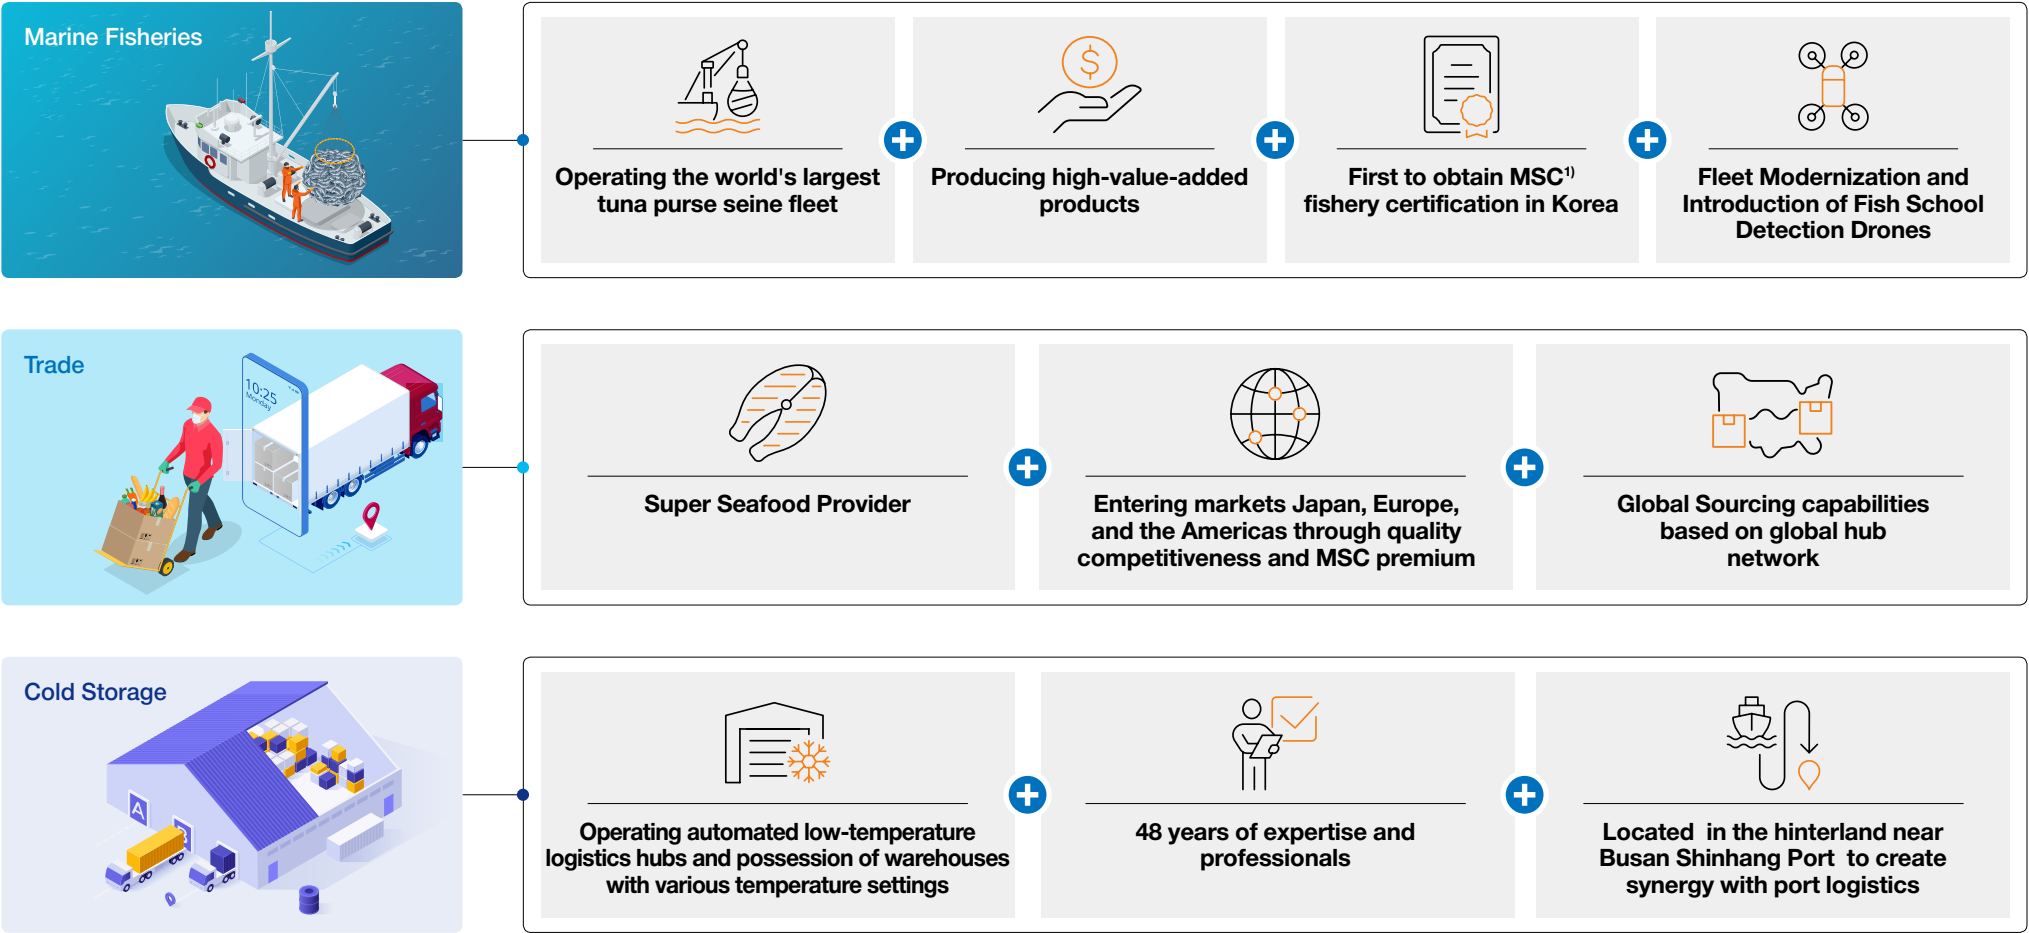 Marine Fisheries
Operating the world's largest
tuna purse seine fleet
Producing high-value-added
products
First to obtain MSC1)
fishery certification in Korea
Fleet Modernization and
Introduction of Fish School
Detection Drones
Trade
10:25
Monday
Super Seafood Provider
Entering markets Japan, Europe,
and the Americas through quality
competitiveness and MSC premium
Global Sourcing capabilities
based on global hub
network
Cold Storage
A
B
Operating automated low-temperature
logistics hubs and possession of warehouses
with various temperature settings
48 years of expertise and
professionals
Located  in the hinterland near
Busan Shinhang Port  to create
synergy with port logistics